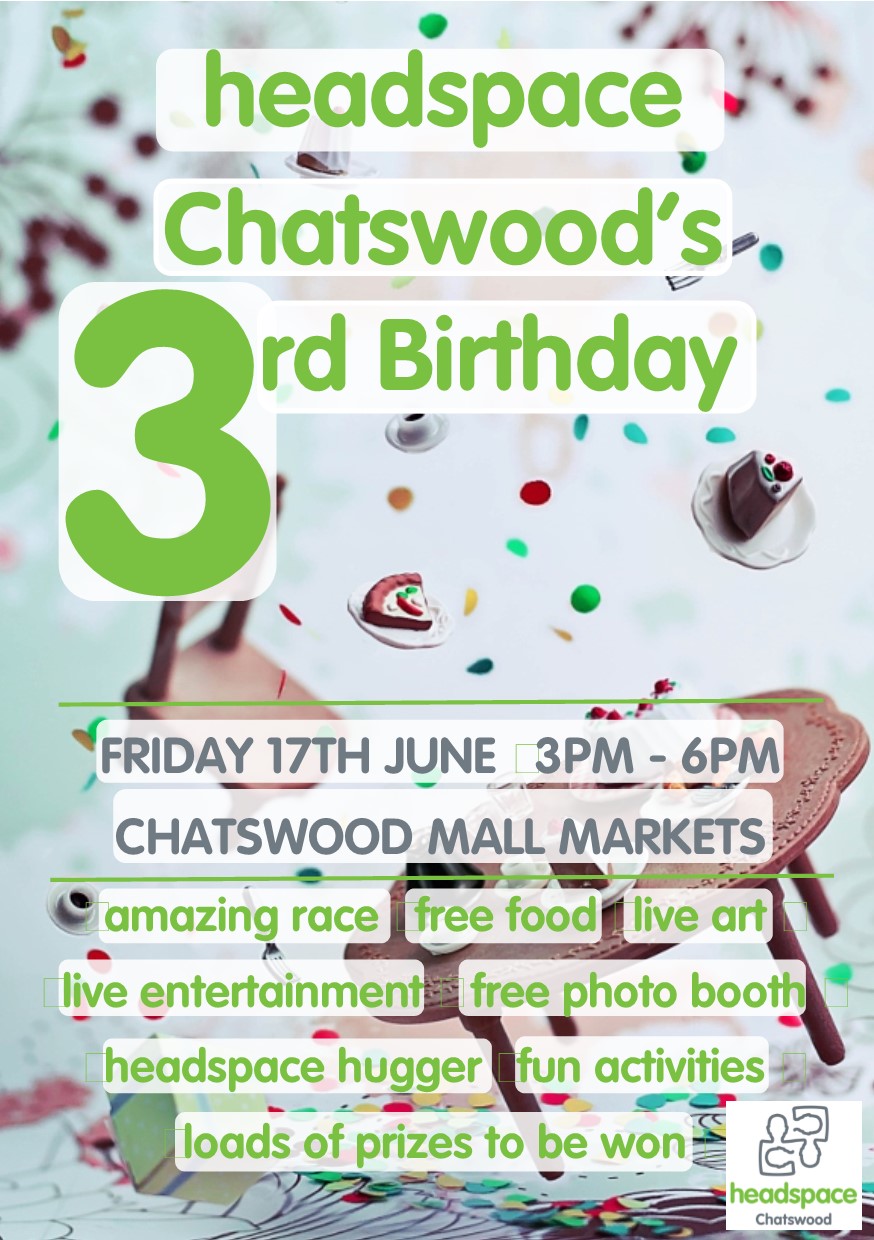 headspace
Chatswood's
3rd Birthday
FRIDAY 17TH JUNE 3PM - 6PM
CHATSWOOD MALL MARKETS
amazing race free food live art
live entertainment free photo booth
headspace hugger fun activities
loads of prizes to be won
headspace
Chatswood